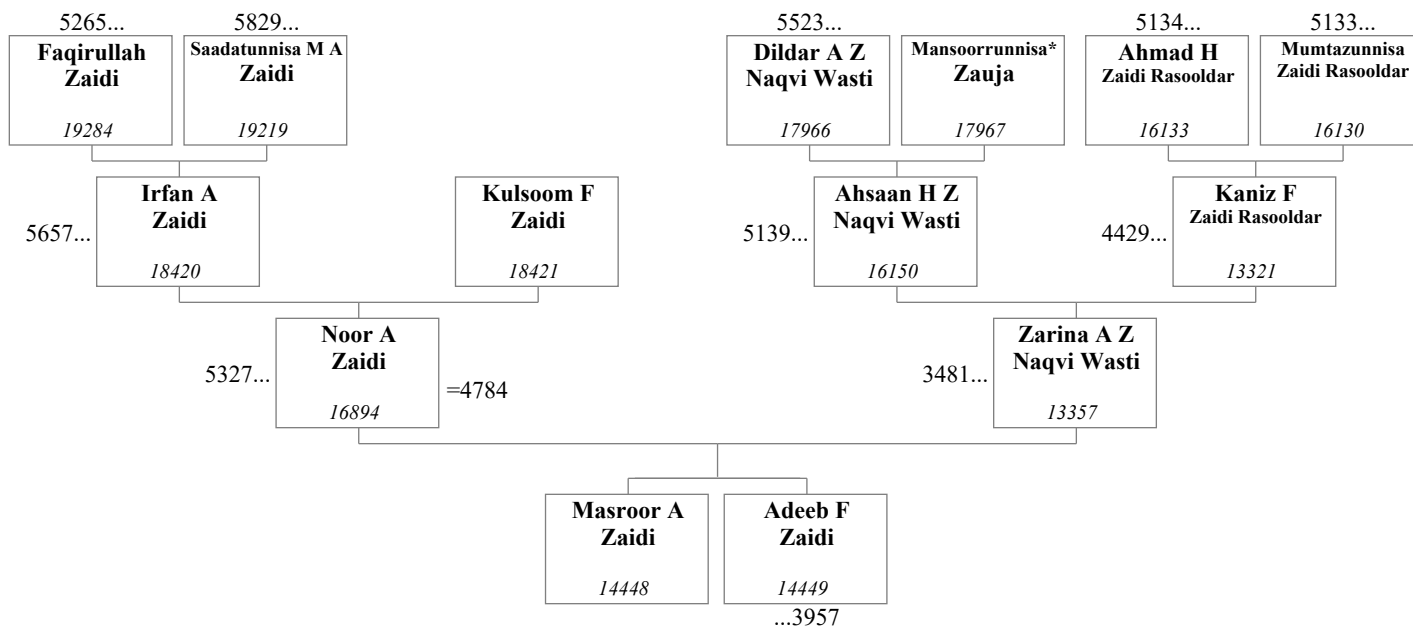 5265...
5829...
5523...
5134...
5133...
Faqirullah
Zaidi
19284
Saadatunnisa M A
Zaidi
19219
Dildar A Z
Naqvi Wasti
17966
Mansoorrunnisa*
Zauja
17967
Ahmad H
Zaidi Rasooldar
16133
Mumtazunnisa
Zaidi Rasooldar
16130
5657...
Irfan A
Zaidi
18420
Kulsoom F
Zaidi
18421
5139...
Ahsaan H Z
Naqvi Wasti
16150
4429...
Kaniz F
Zaidi Rasooldar
13321
5327...
Noor A
Zaidi
16894
=4784
3481...
Zarina A Z
Naqvi Wasti
13357
Masroor A
Zaidi
14448
Adeeb F
Zaidi
14449
...3957